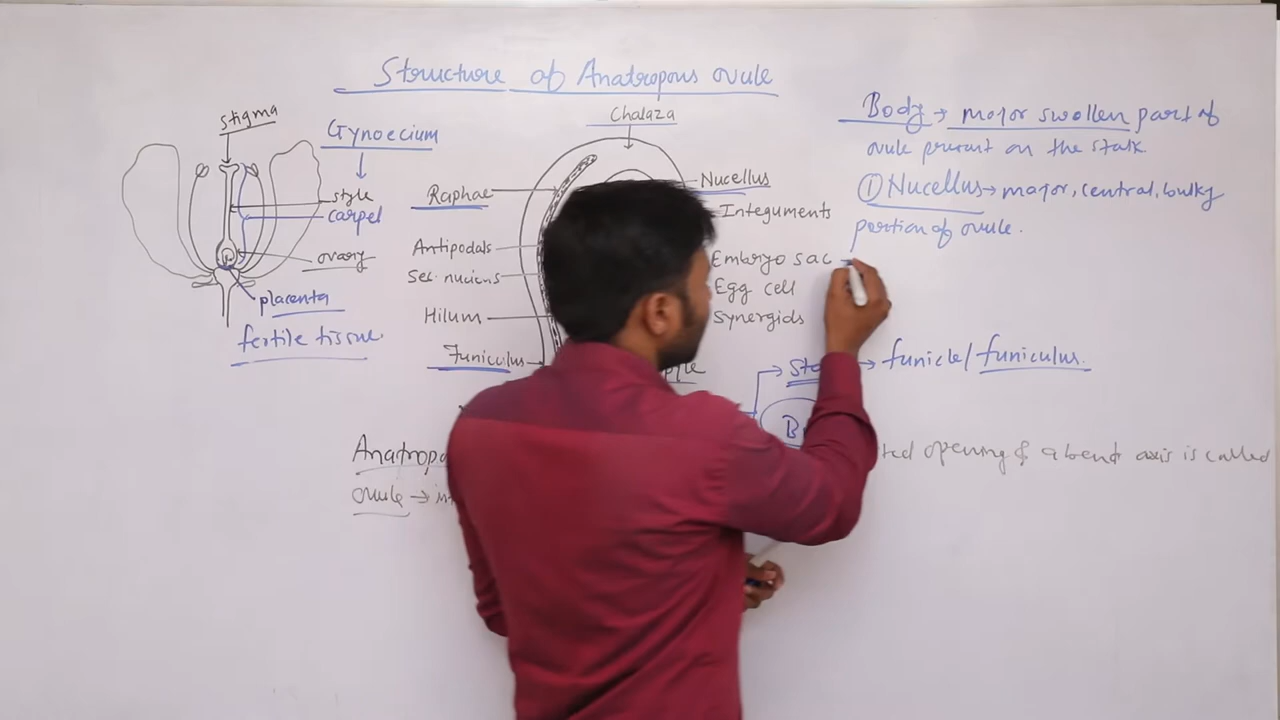 Structure of Anatropous ovule
stigma
Gynoecium
style
carpel
ovary
placenta
fertile tissue
Chalaza
Raphae
Antipodals
Sec nucleus
Hilum
Funiculus
Nucellus
Integuments
Embryo sac
Egg cell
Synergids
Body → major swollen part of
ovule present on the stalk.
① Nucellus → major, central, bulky
portion of ovule.
→ funicle/funiculus.
opening & a bent axis is called
ovule →